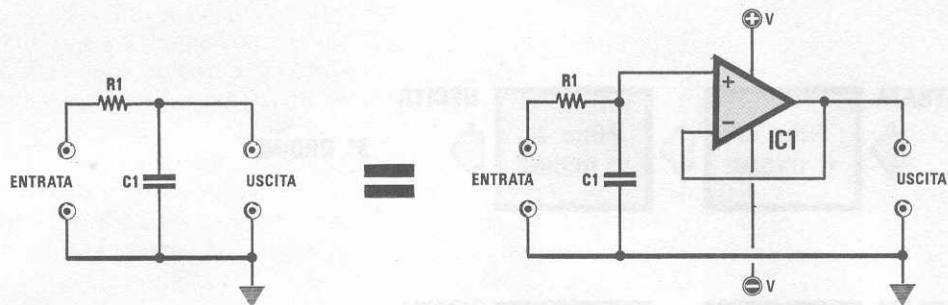 R1
C1
ENTRATA
USCITA
=
+ V
R1
+
−
IC1
C1
ENTRATA
USCITA
− V